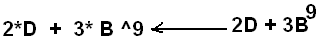 2*D + 3* B ^9 ← 2D + 3B⁹